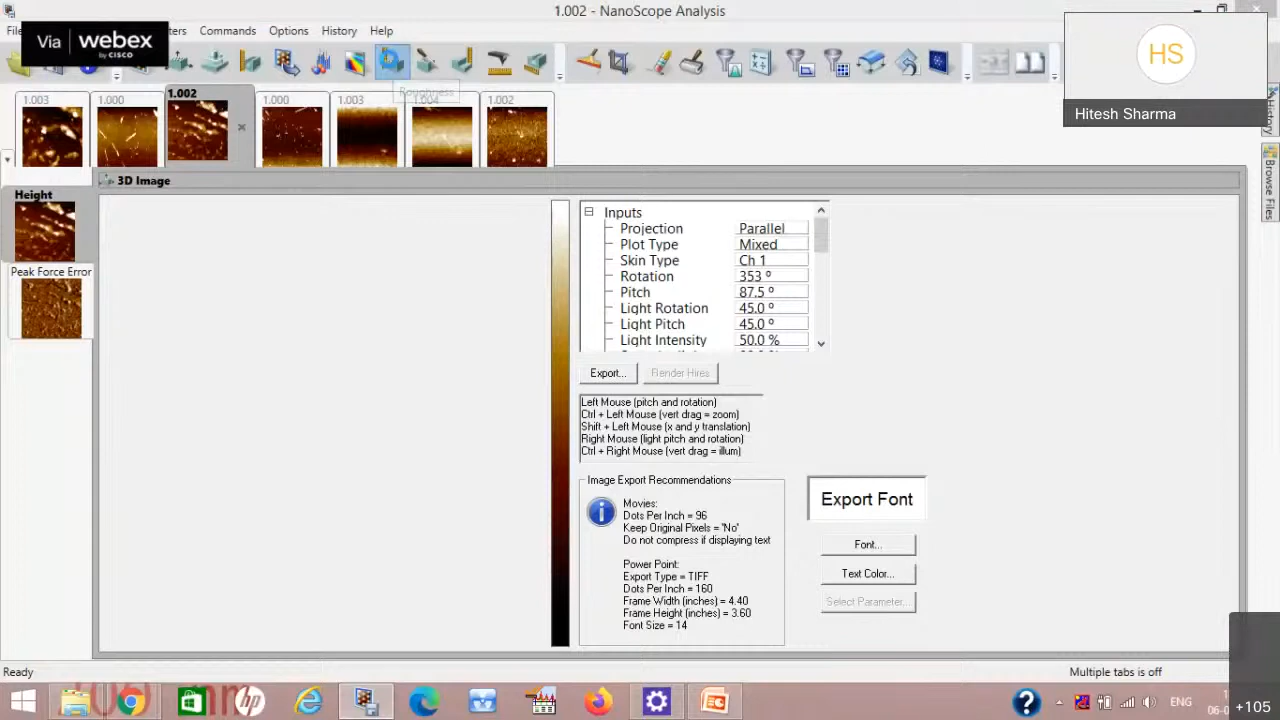 1.002 - NanoScope Analysis
Commands Options History Help
Via webex
by CISCO
HS
Hitesh Sharma
Roughness
1.003
1.000
1.002
1.000
1.003
1.004
1.002
History
Browse Files
Height
Peak Force Error
3D Image
Inputs
Projection Parallel
Plot Type Mixed
Skin Type Ch 1
Rotation 353 º
Pitch 87.5 º
Light Rotation 45.0 º
Light Pitch 45.0 º
Light Intensity 50.0 %
Export... Render Hires
Left Mouse (pitch and rotation)
Ctrl + Left Mouse (vert drag = zoom)
Shift + Left Mouse (x and y translation)
Right Mouse (light pitch and rotation)
Ctrl + Right Mouse (vert drag = illum)
Image Export Recommendations
Movies:
Dots Per Inch = 96
Keep Original Pixels = 'No'
Do not compress if displaying text
Power Point:
Export Type = TIFF
Dots Per Inch = 160
Frame Width (inches) = 4.40
Frame Height (inches) = 3.60
Font Size = 14
Export Font
Font...
Text Color...
Select Parameter...
Ready
Multiple tabs is off
ENG
+105